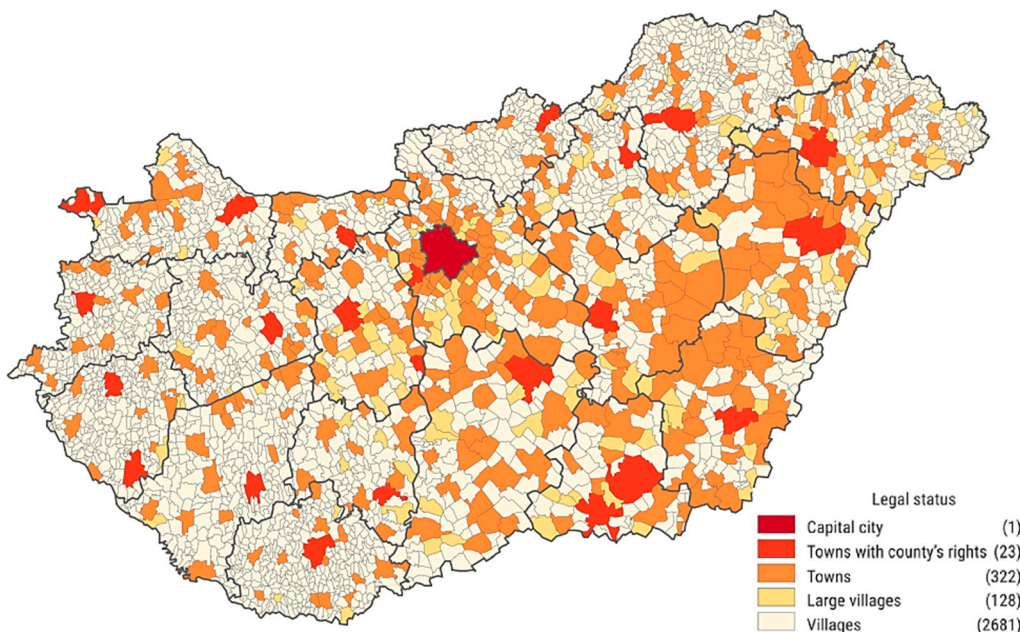 Legal status
Capital city (1)
Towns with county's rights (23)
Towns (322)
Large villages (128)
Villages (2681)